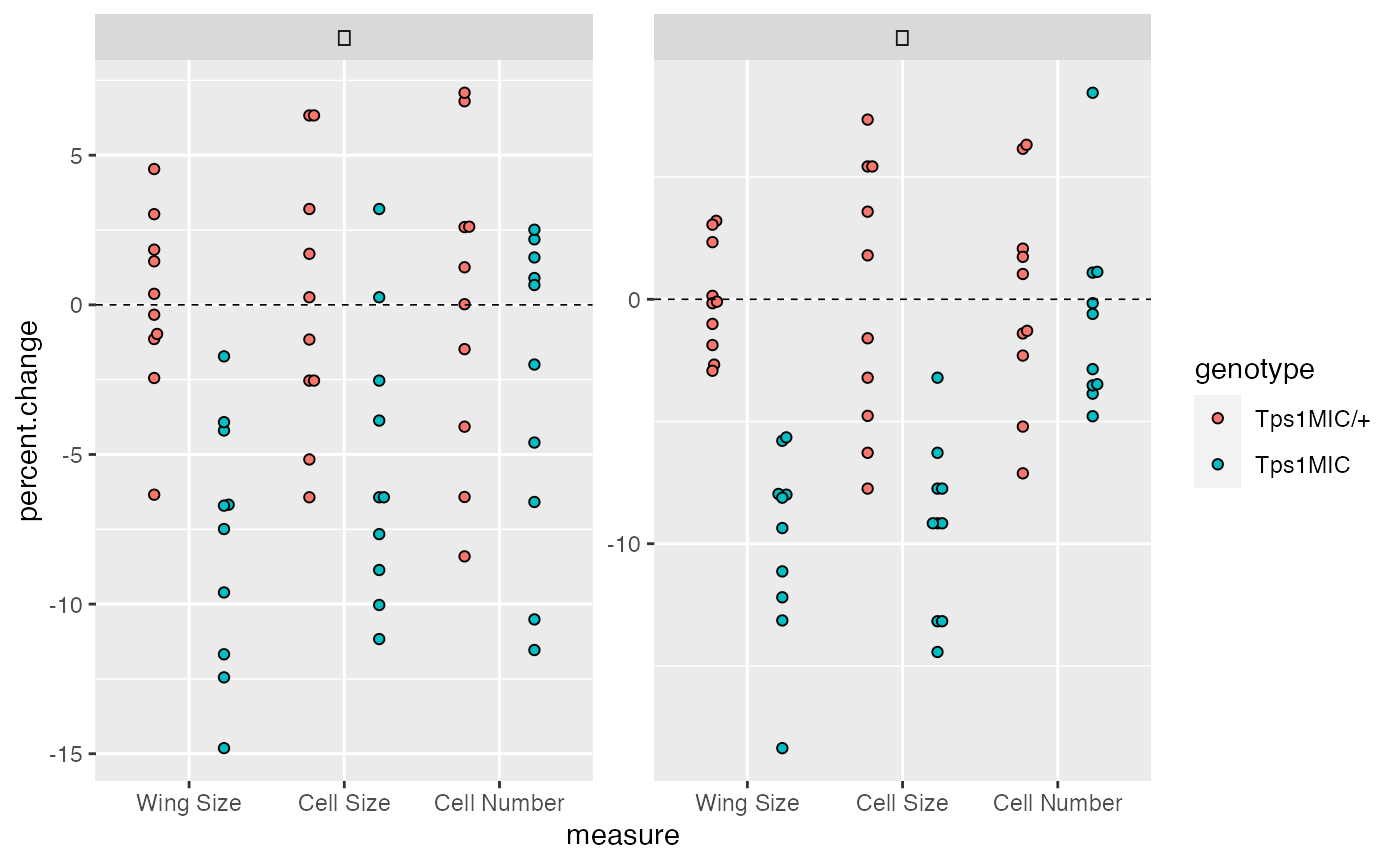 percent.change
5
0
-5
-10
-15
0
-10
Wing Size Cell Size Cell Number
Wing Size Cell Size Cell Number
measure
genotype
Tps1MIC/+
Tps1MIC